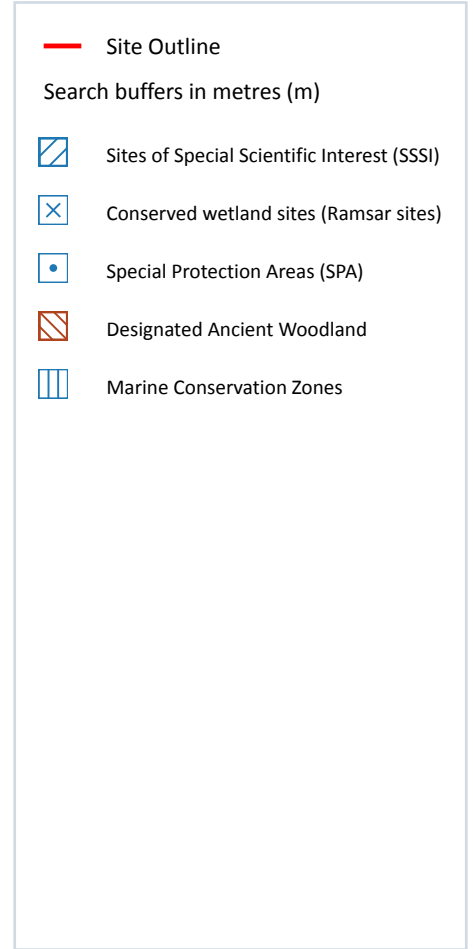 Site Outline
Search buffers in metres (m)
Sites of Special Scientific Interest (SSSI)
Conserved wetland sites (Ramsar sites)
Special Protection Areas (SPA)
Designated Ancient Woodland
Marine Conservation Zones